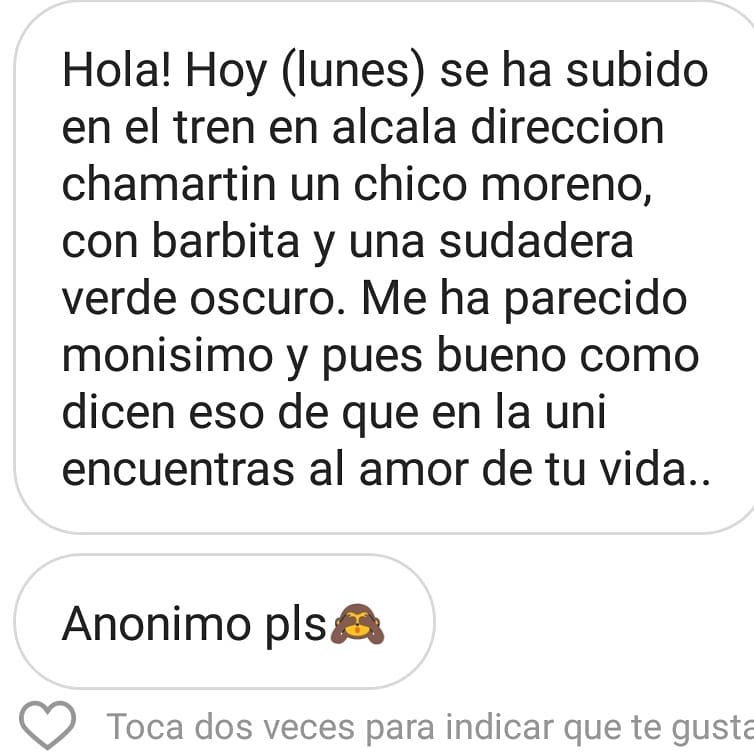 Hola! Hoy (lunes) se ha subido
en el tren en alcala direccion
chamartin un chico moreno,
con barbita y una sudadera
verde oscuro. Me ha parecido
monisimo y pues bueno como
dicen eso de que en la uni
encuentras al amor de tu vida..
Anonimo pls🙈
Toca dos veces para indicar que te gusta